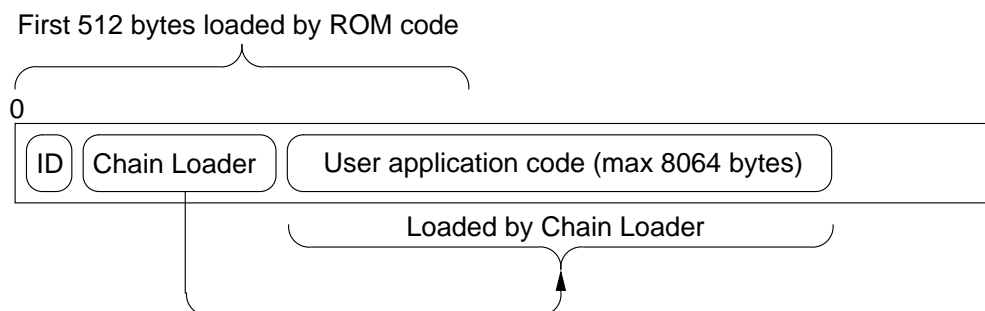 First 512 bytes loaded by ROM code
0
ID Chain Loader User application code (max 8064 bytes)
Loaded by Chain Loader